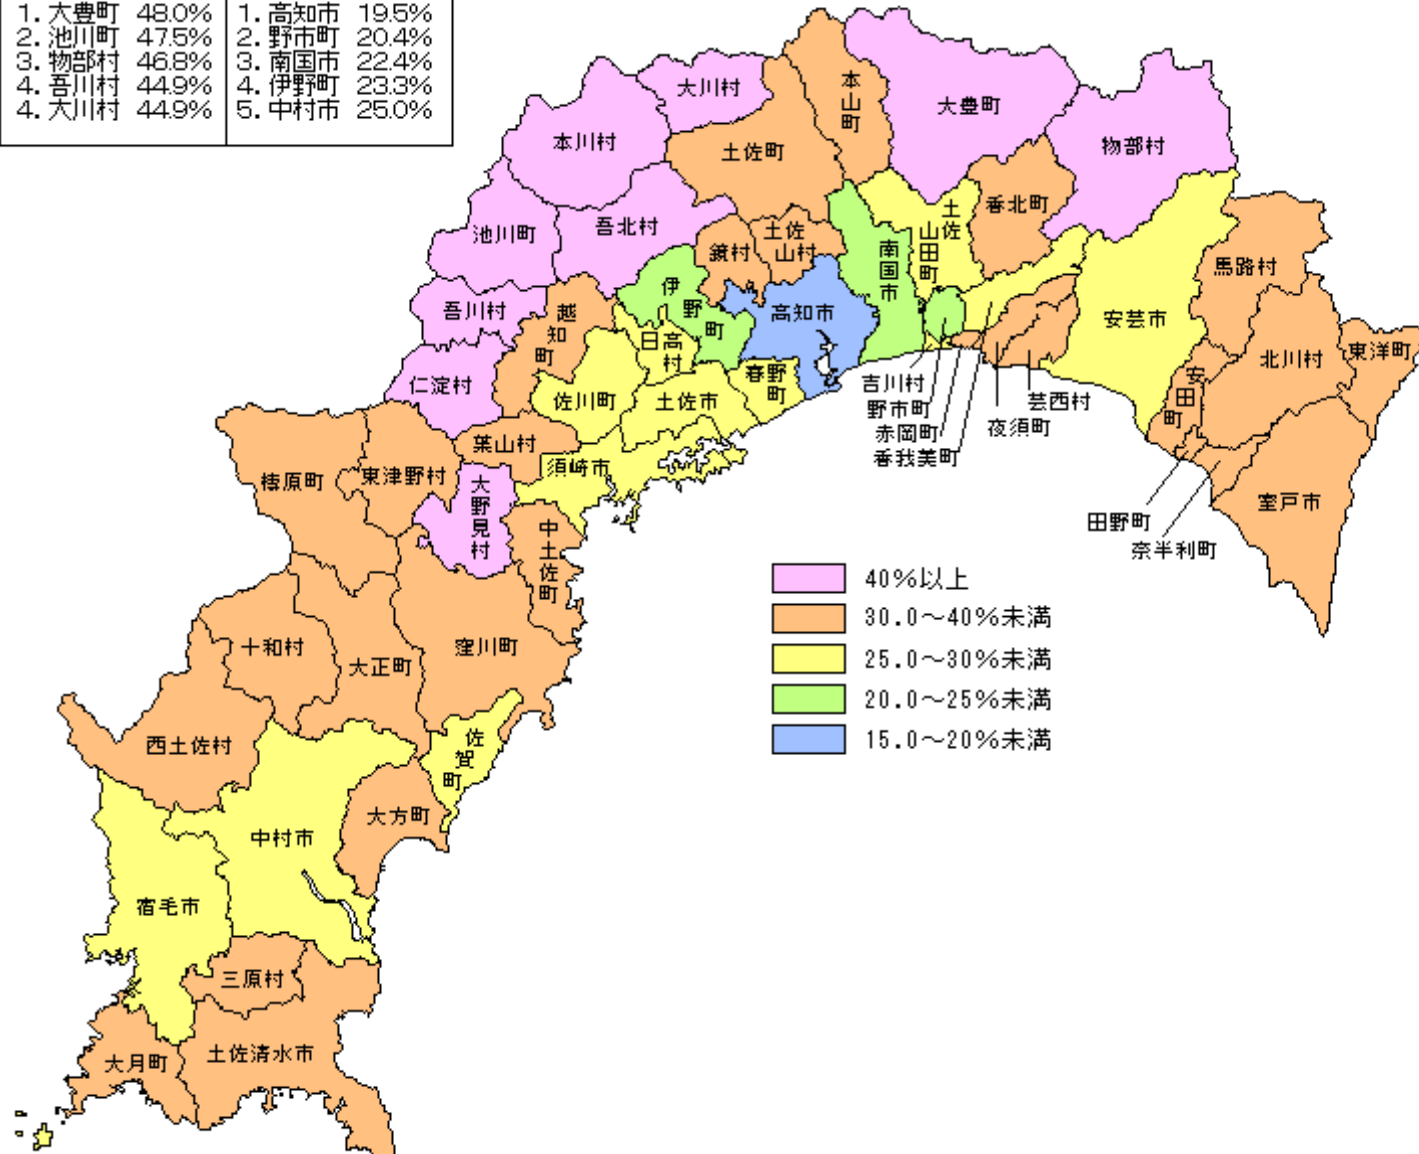 1. 大豊町 48.0%
2. 池川町 47.5%
3. 物部村 46.8%
4. 吾川村 44.9%
4. 大川村 44.9%
1. 高知市 19.5%
2. 野市町 20.4%
3. 南国市 22.4%
4. 伊野町 23.3%
5. 中村市 25.0%
大川村
本山町
大豊町
本川村
土佐町
物部村
池川町
吾北村
鏡村
土佐山村
南国市
土佐山田町
香北町
馬路村
吾川村
越知町
伊野町
日高村
高知市
安芸市
北川村
東洋町
仁淀村
佐川町
土佐市
春野町
吉川村
野市町
赤岡町
香我美町
夜須町
芸西村
安田町
葉山村
須崎市
檮原町
東津野村
大野見村
中土佐町
田野町
奈半利町
室戸市
40%以上
30.0～40%未満
25.0～30%未満
20.0～25%未満
15.0～20%未満
十和村
大正町
窪川町
西土佐村
佐賀町
大方町
中村市
宿毛市
三原村
大月町
土佐清水市